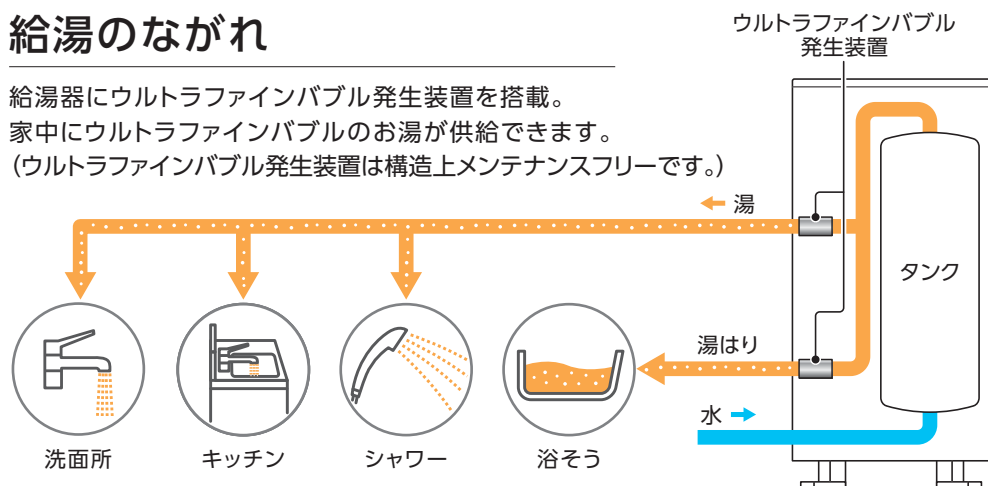 給湯のながれ
給湯器にウルトラファインバブル発生装置を搭載。
家中にウルトラファインバブルのお湯が供給できます。
(ウルトラファインバブル発生装置は構造上メンテナンスフリーです。)
ウルトラファインバブル
発生装置
湯
タンク
湯はり
水
洗面所
キッチン
シャワー
浴そう